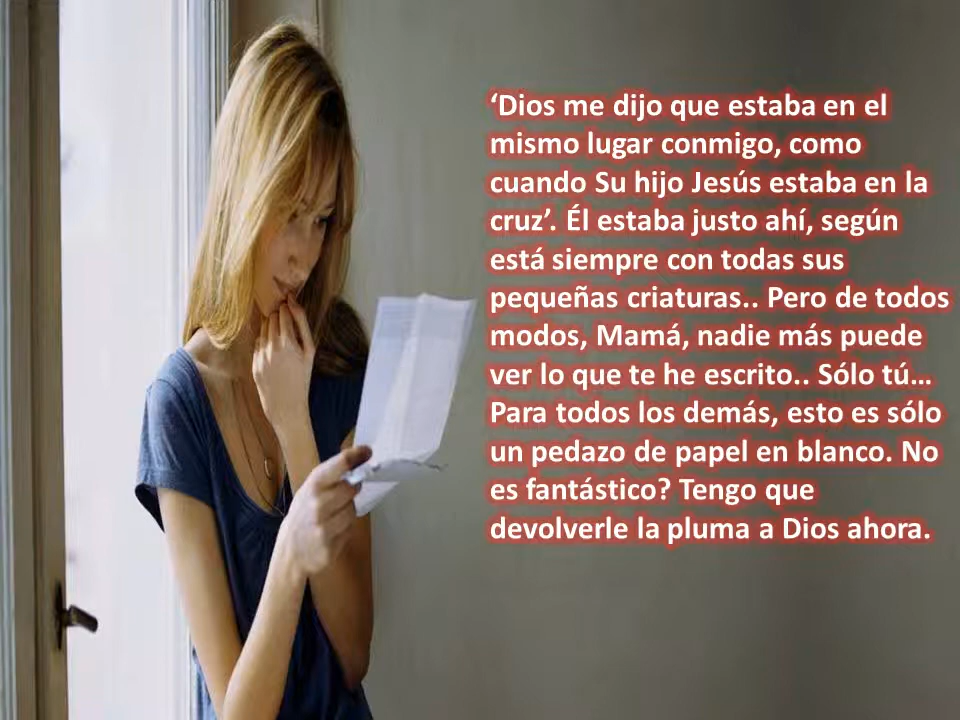 ‘Dios me dijo que estaba en el
mismo lugar conmigo, como
cuando Su hijo Jesús estaba en la
cruz’. Él estaba justo ahí, según
está siempre con todas sus
pequeñas criaturas.. Pero de todos
modos, Mamá, nadie más puede
ver lo que te he escrito.. Sólo tú…
Para todos los demás, esto es sólo
un pedazo de papel en blanco. No
es fantástico? Tengo que
devolverle la pluma a Dios ahora.